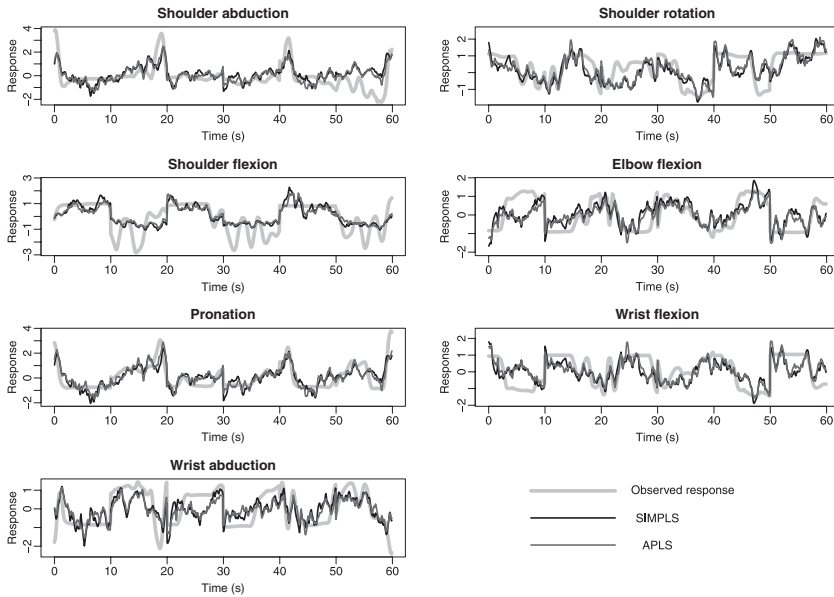 Shoulder abduction
Response
−2 0 2 4
0 10 20 30 40 50 60
Time (s)
Shoulder rotation
Response
−1 1 2
0 10 20 30 40 50 60
Time (s)
Shoulder flexion
Response
−3 −1 1 3
0 10 20 30 40 50 60
Time (s)
Elbow flexion
Response
−2 0 1 2
0 10 20 30 40 50 60
Time (s)
Pronation
Response
−2 0 2 4
0 10 20 30 40 50 60
Time (s)
Wrist flexion
Response
−2 0 1 2
0 10 20 30 40 50 60
Time (s)
Wrist abduction
Response
−2 0 1
0 10 20 30 40 50 60
Time (s)
Observed response
SIMPLS
APLS